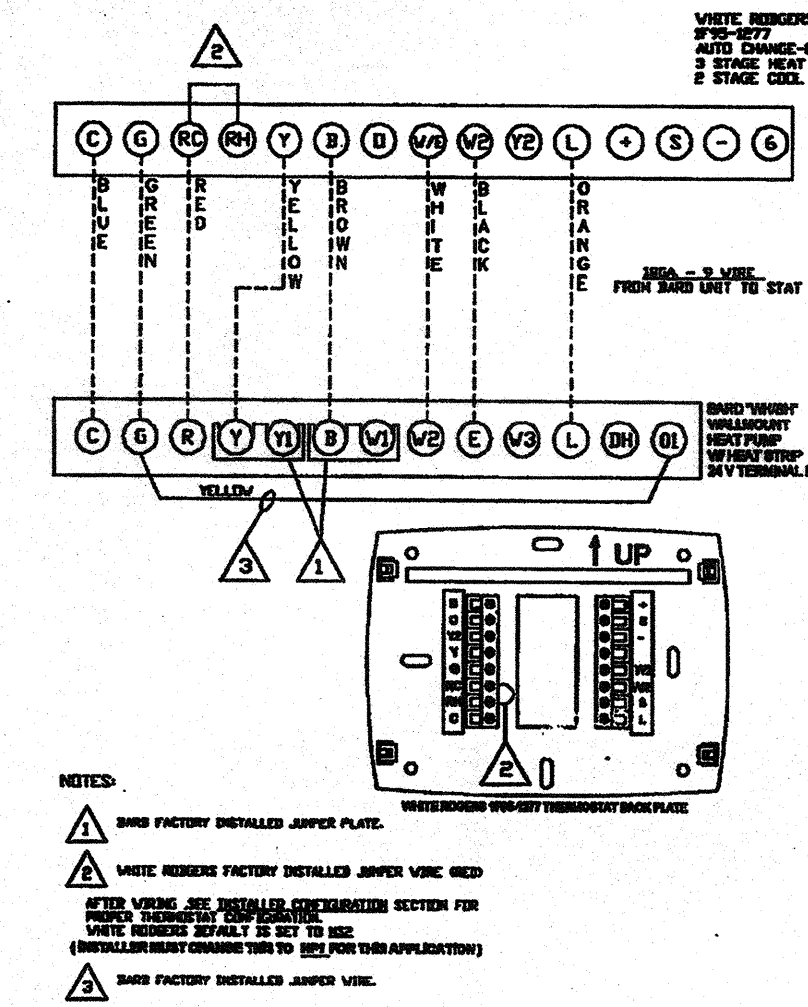 WHITE RODGERS
1F95-1277
AUTO CHANGE-
3 STAGE HEAT
2 STAGE COOL
2
C G RC RH Y B O W/E W2 Y2 L + S - 6
BLUE
GREEN
RED
YELLOW
BROWN
WHITE
BLACK
ORANGE
18GA - 9 WIRE
FROM BARD UNIT TO STAT
C G R Y Y1 B W1 W2 E W3 L DH O1
BARD
WALLMOUNT
HEAT PUMP
W/ HEAT STRIP
24 V TERMINAL
YELLOW
3
1
UP
Y2
Y
RC
RH
C
+
-
W2
L
2
WHITE RODGERS 1F95-1277 THERMOSTAT BACK PLATE
NOTES:
1 BARD FACTORY INSTALLED JUMPER PLATE.
2 WHITE RODGERS FACTORY INSTALLED JUMPER WIRE (RED)
AFTER WIRING SEE INSTALLER CONFIGURATION SECTION FOR
PROPER THERMOSTAT CONFIGURATION.
WHITE RODGERS DEFAULT IS SET TO MS2
(INSTALLER MUST CHANGE THIS TO HP1 FOR THIS APPLICATION)
3 BARD FACTORY INSTALLED JUMPER WIRE.